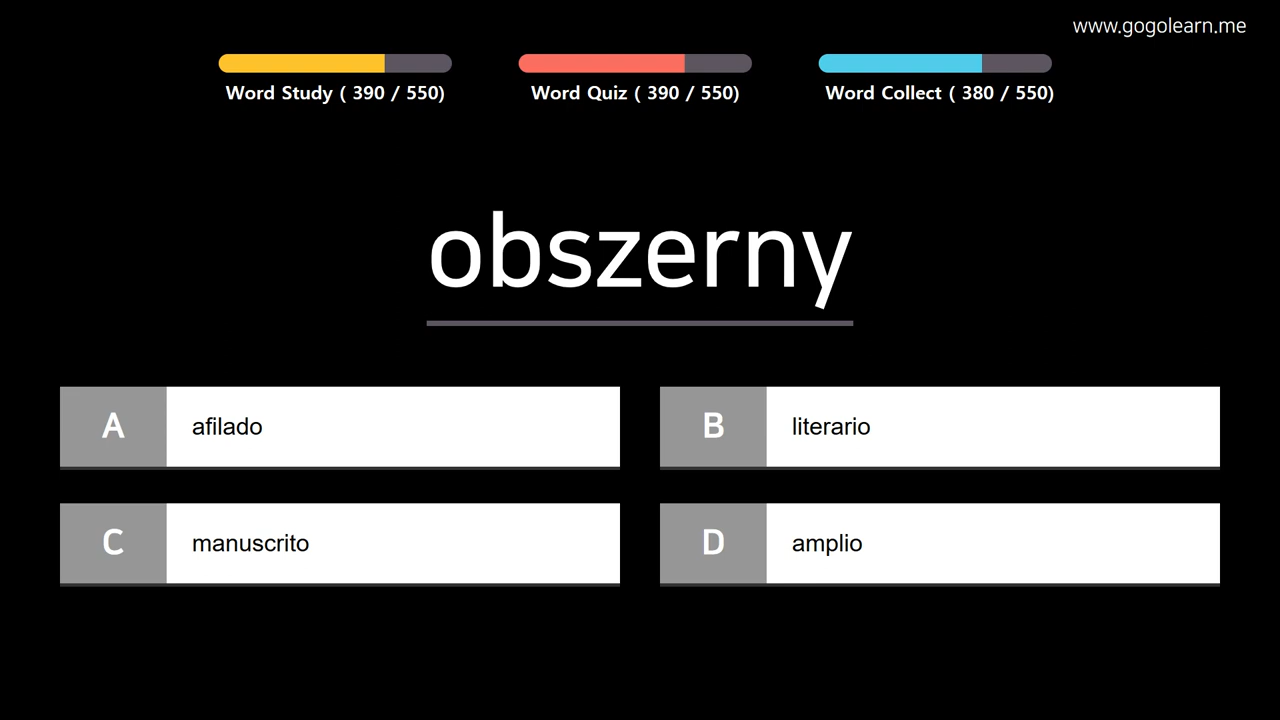 www.gogolearn.me
Word Study ( 390 / 550)
Word Quiz ( 390 / 550)
Word Collect ( 380 / 550)
obszerny
A afilado
B literario
C manuscrito
D amplio